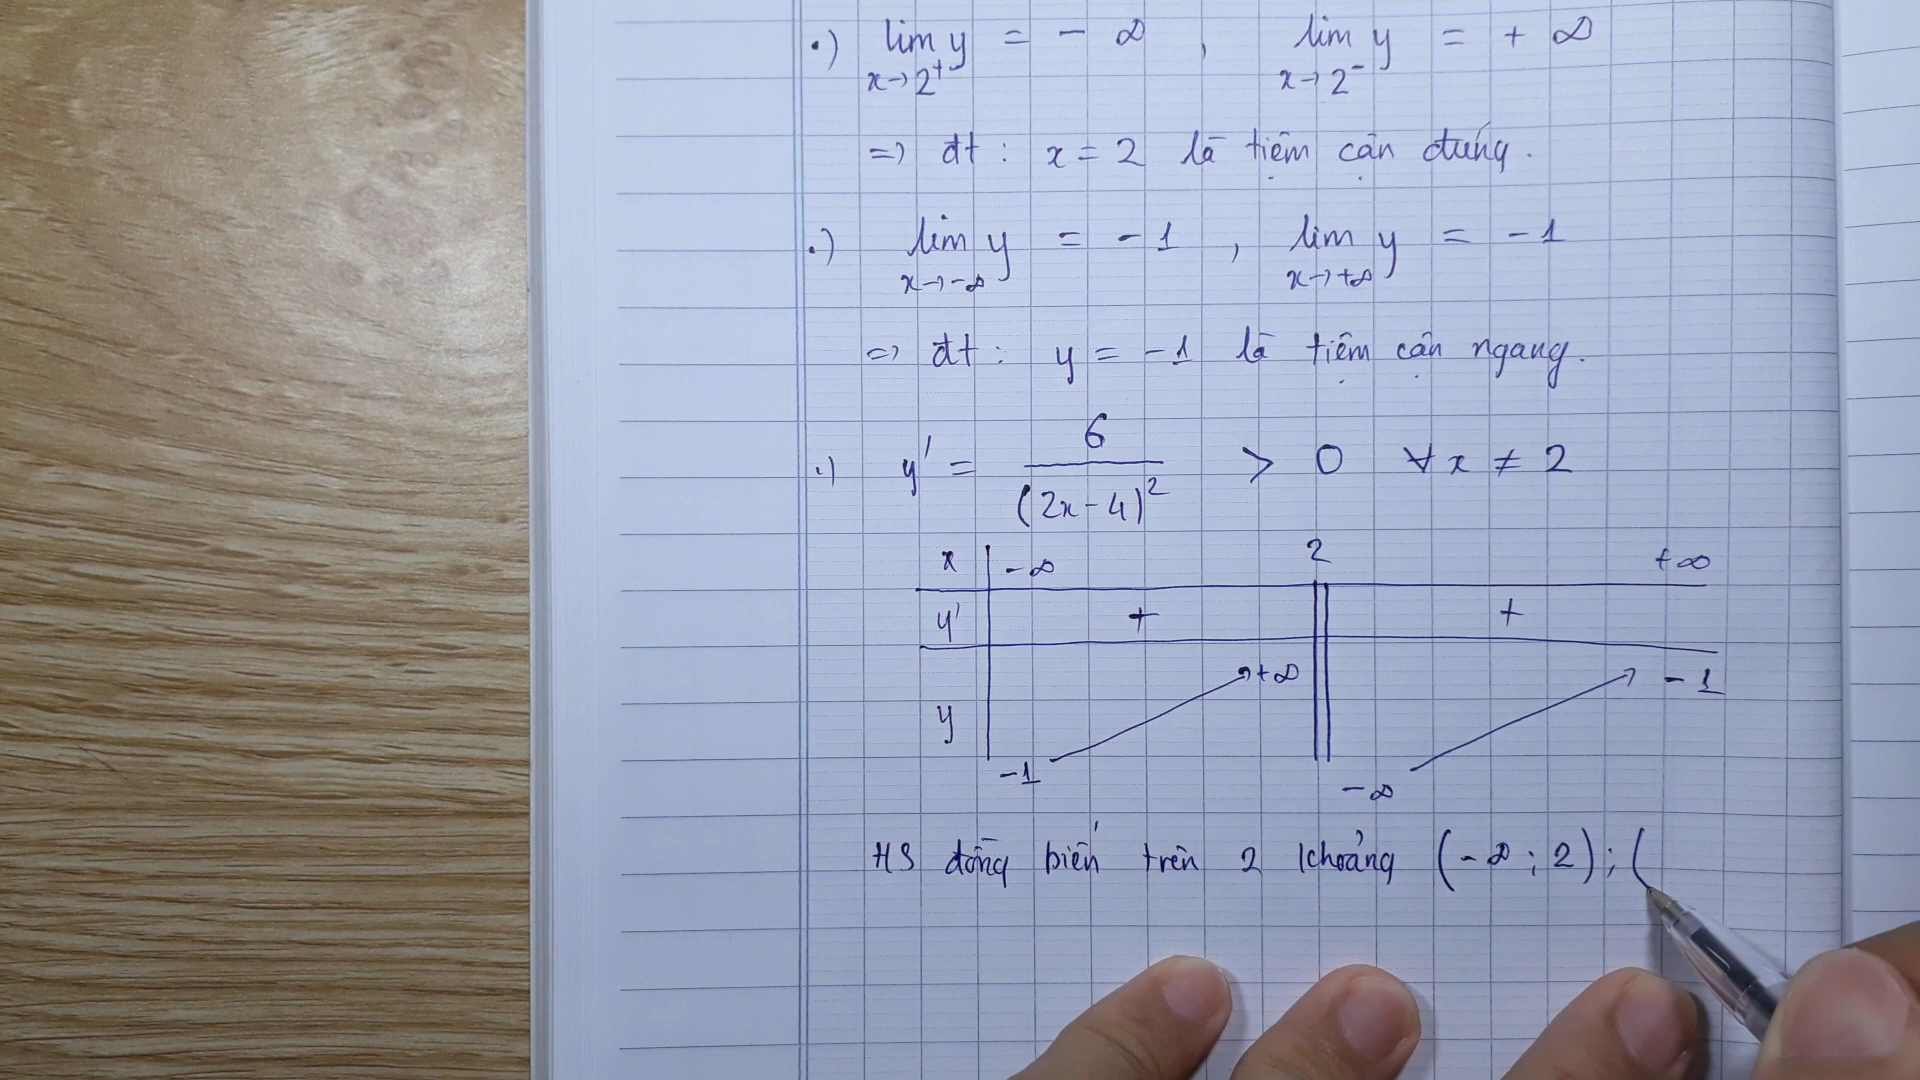 •) lim y = - ∞ , lim y = + ∞
x→2⁺ x→2⁻
=> đt : x = 2 là tiệm cận đứng.
•) lim y = -1 , lim y = -1
x→-∞ x→+∞
=> đt : y = -1 là tiệm cận ngang.
•) y' = 6 / (2x-4)² > 0 ∀x ≠ 2
x -∞ 2 +∞
y' + +
+∞ -1
y
-1 -∞
HS đồng biến trên 2 khoảng (-∞ ; 2) ; (